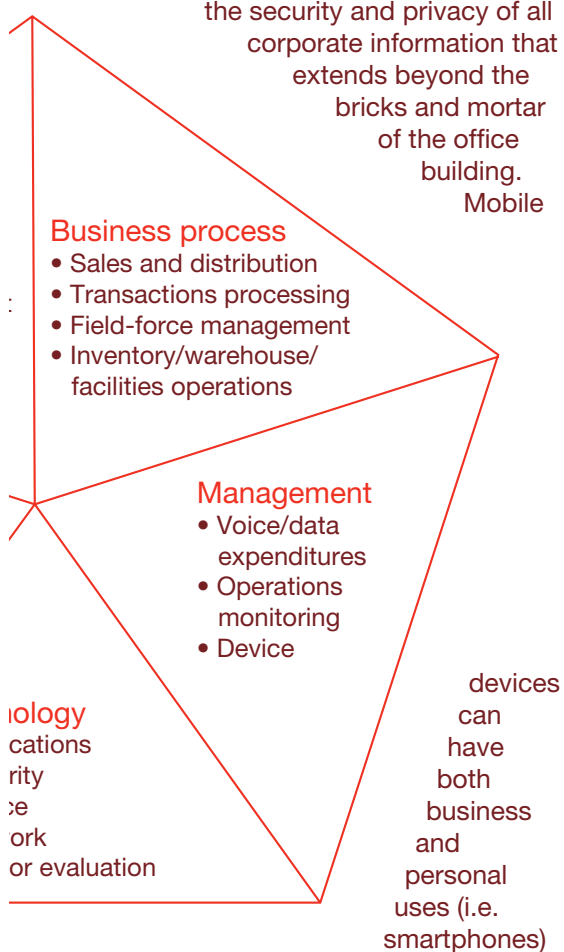 the security and privacy of all
corporate information that
extends beyond the
bricks and mortar
of the office
building.
Mobile
Business process
• Sales and distribution
• Transactions processing
• Field-force management
• Inventory/warehouse/
facilities operations
Management
• Voice/data
expenditures
• Operations
monitoring
• Device
or evaluation
devices
can
have
both
business
and
personal
uses (i.e.
smartphones)